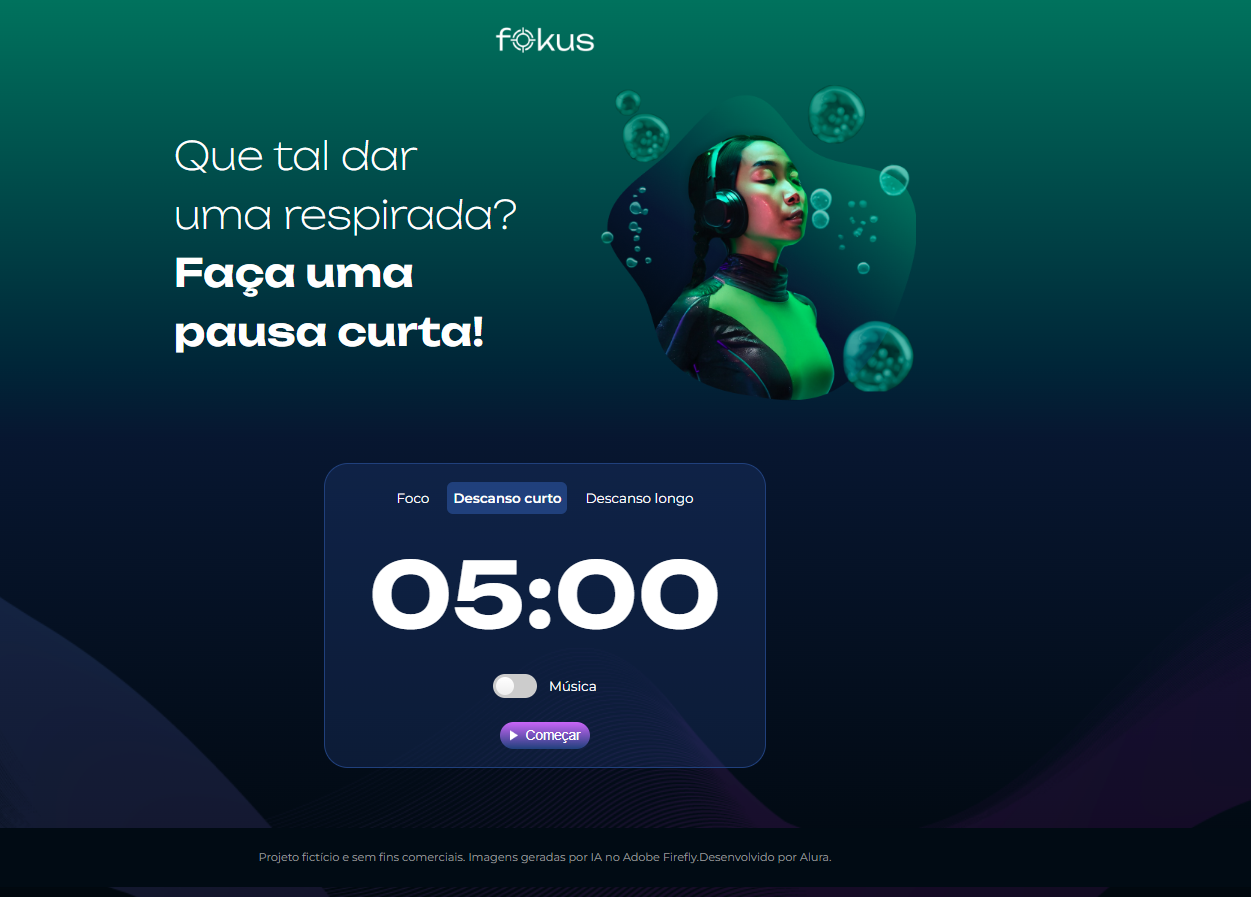 fokus
Que tal dar
uma respirada?
Faça uma
pausa curta!
Foco Descanso curto Descanso longo
05:00
Música
Começar
Projeto fictício e sem fins comerciais. Imagens geradas por IA no Adobe Firefly.Desenvolvido por Alura.